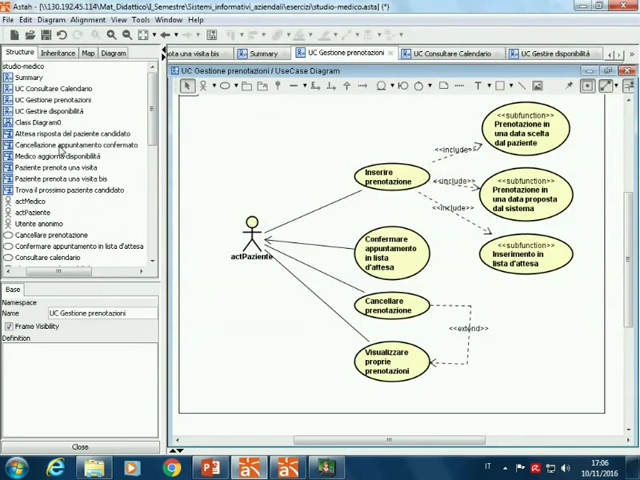 Astah - [\\130.192.45.114\Mat_Didattico\I_Semestre\Sistemi_informativi_aziendali\esercizi\studio-medico.asta] (*)
Edit Diagram Alignment View Tools Window Help
Structure Inheritance Map Diagram
ota una visita bis Summary UC Gestione prenotazioni UC Consultare Calendario UC Gestire disponibilità
UC Gestione prenotazioni / UseCase Diagram
studio-medico
Summary
UC Consultare Calendario
UC Gestione prenotazioni
UC Gestire disponibilità
Class Diagram0
Attesa risposta del paziente candidato
Cancellazione appuntamento confermato
Medico aggiorna disponibilità
Paziente prenota una visita
Paziente prenota una visita bis
Trova il prossimo paziente candidato
actMedico
actPaziente
Utente anonimo
Cancellare prenotazione
Confermare appuntamento in lista d'attesa
Consultare calendario
Base
Namespace
Name UC Gestione prenotazioni
Frame Visibility
Definition
Close
actPaziente
Inserire
prenotazione
Confermare
appuntamento
in lista
d'attesa
Cancellare
prenotazione
Visualizzare
proprie
prenotazioni
<<include>>
<<include>>
<<include>>
<<extend>>
<<subfunction>>
Prenotazione in
una data scelta
dal paziente
<<subfunction>>
Prenotazione in
una data proposta
dal sistema
<<subfunction>>
Inserimento in
lista d'attesa
IT
17:06
10/11/2016